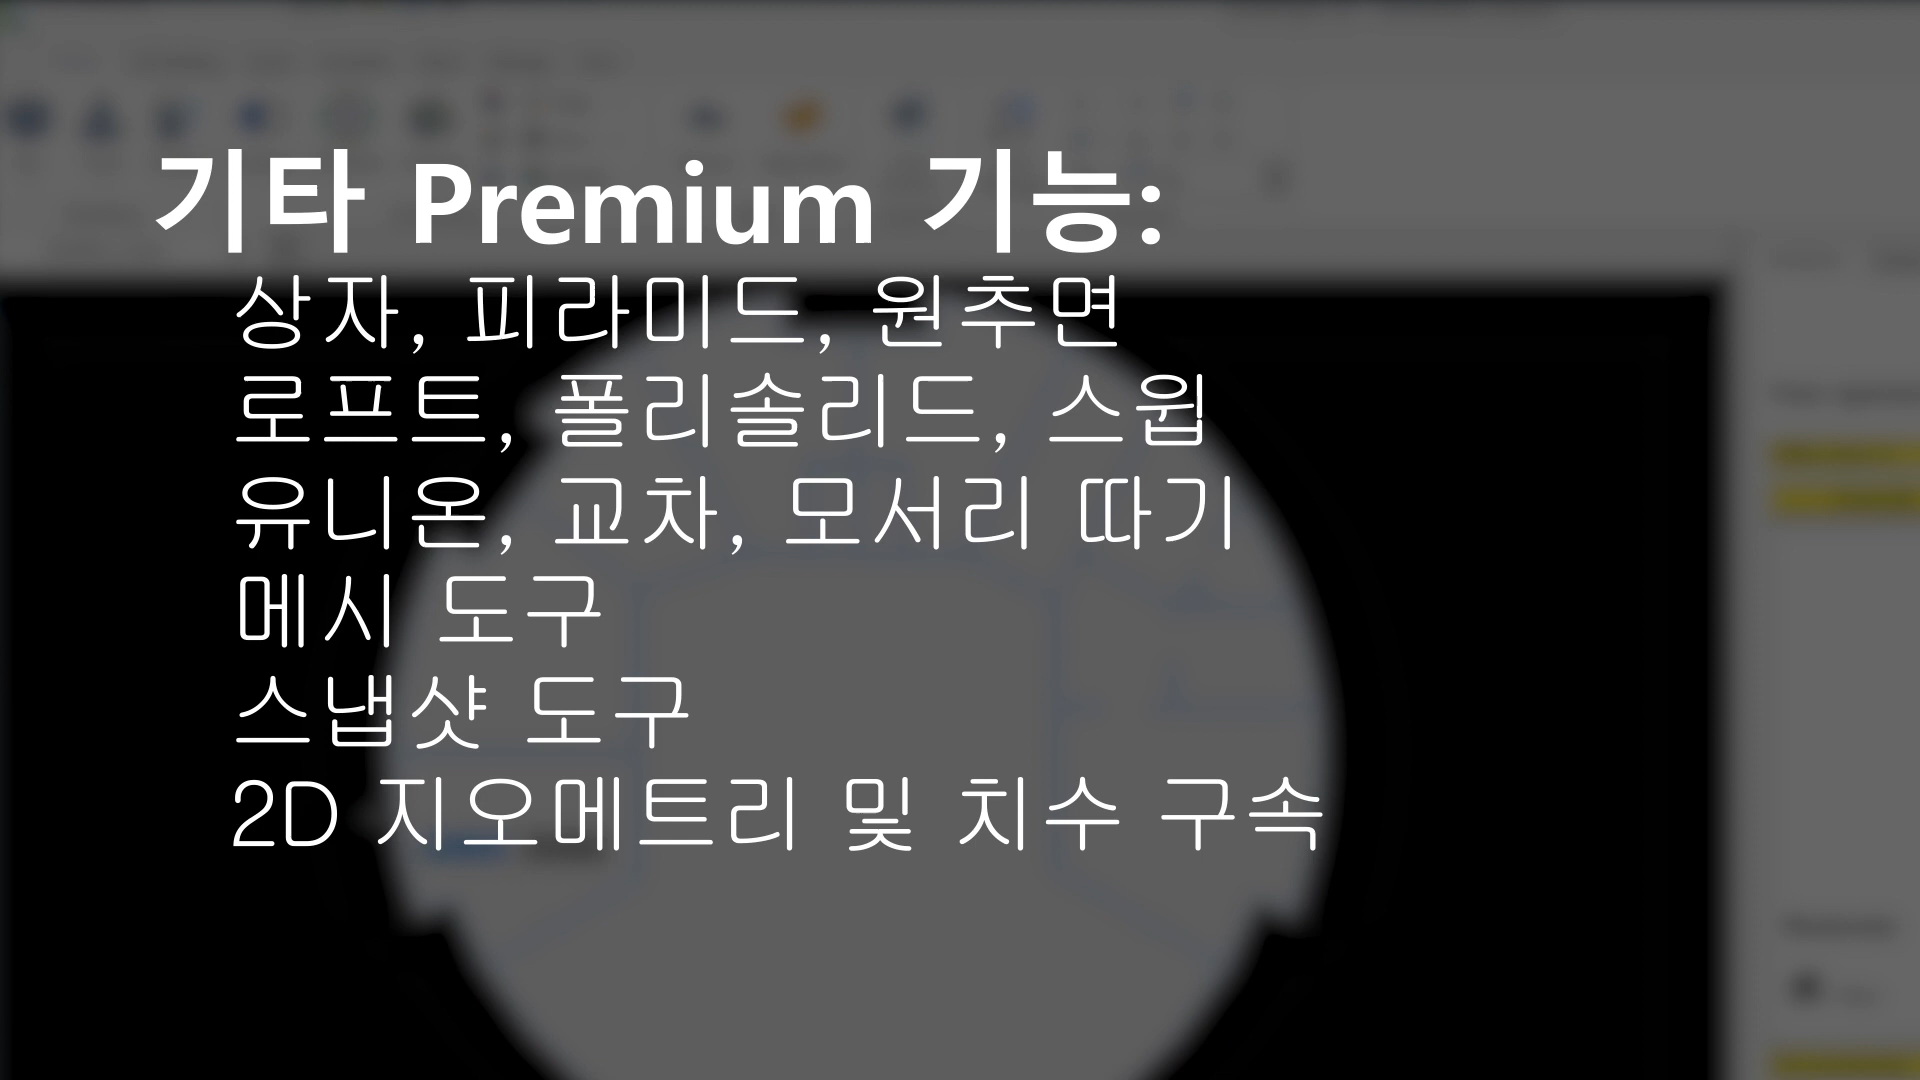 기타 Premium 기능:
상자, 피라미드, 원추면
로프트, 폴리솔리드, 스윕
유니온, 교차, 모서리 따기
메시 도구
스냅샷 도구
2D 지오메트리 및 치수 구속